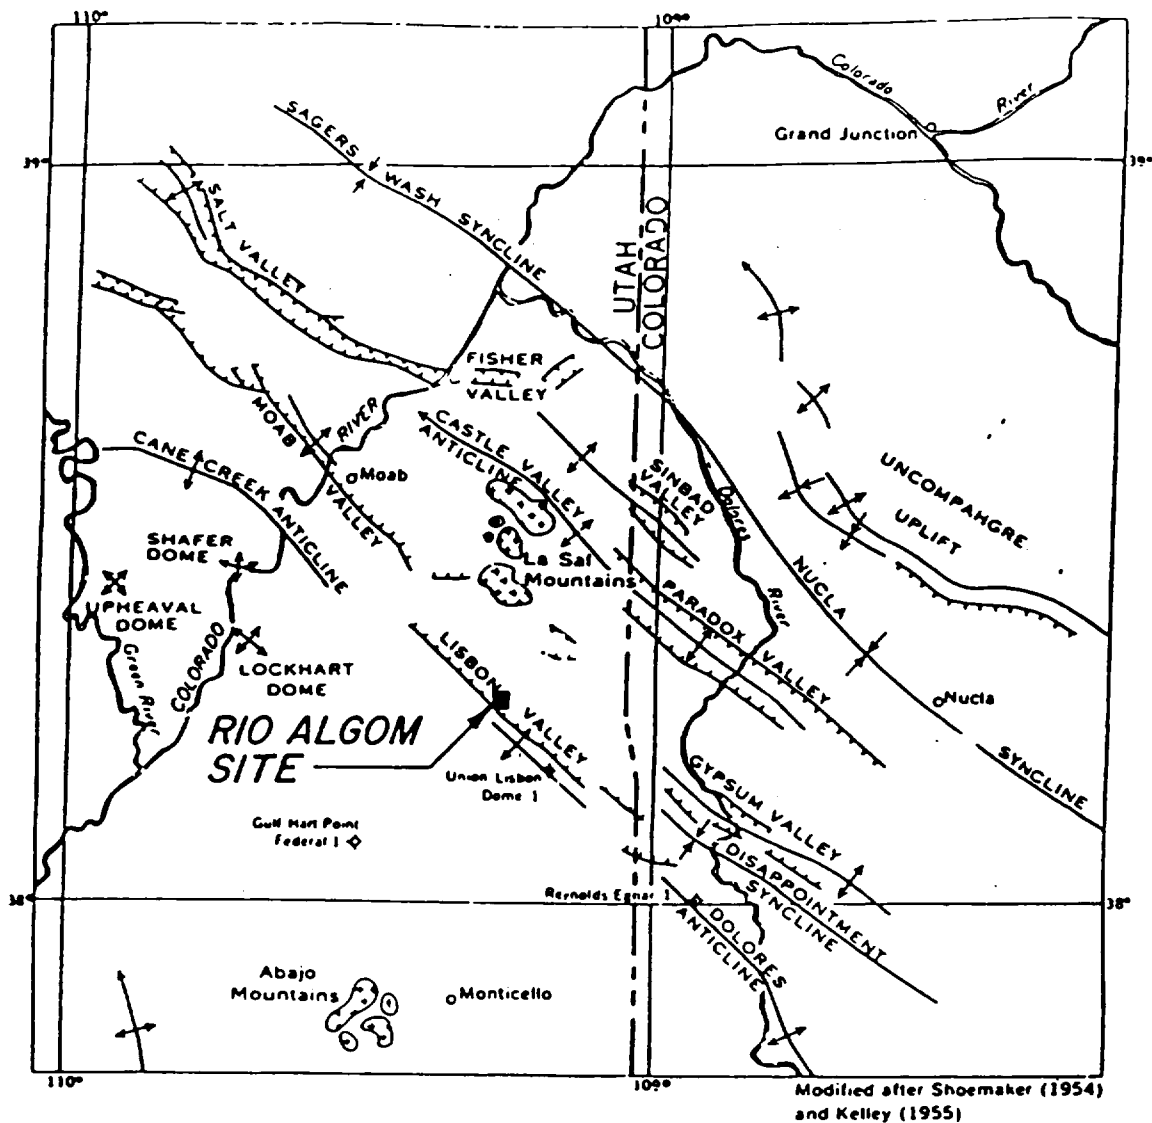 110°
109°
Colorado
River
Grand Junction
39°
39°
SAGERS WASH SYNCLINE
SALT VALLEY
UTAH
COLORADO
FISHER
VALLEY
MOAB VALLEY
RIVER
CASTLE VALLEY
ANTICLINE
CANE CREEK ANTICLINE
Moab
SINBAD
VALLEY
Dolores
River
UNCOMPAHGRE
UPLIFT
SHAFER
DOME
La Sal
Mountains
NUCLA
SYNCLINE
UPHEAVAL
DOME
PARADOX VALLEY
Green River
COLORADO
LOCKHART
DOME
LISBON VALLEY
Nucla
RIO ALGOM
SITE
Union Lisbon
Dome 1
GYPSUM VALLEY
Gulf Hart Point
Federal 1
DISAPPOINTMENT
SYNCLINE
38°
Reynolds Egnar 1
38°
DOLORES
ANTICLINE
Abajo
Mountains
Monticello
110°
109°
Modified after Shoemaker (1954)
and Kelley (1955)